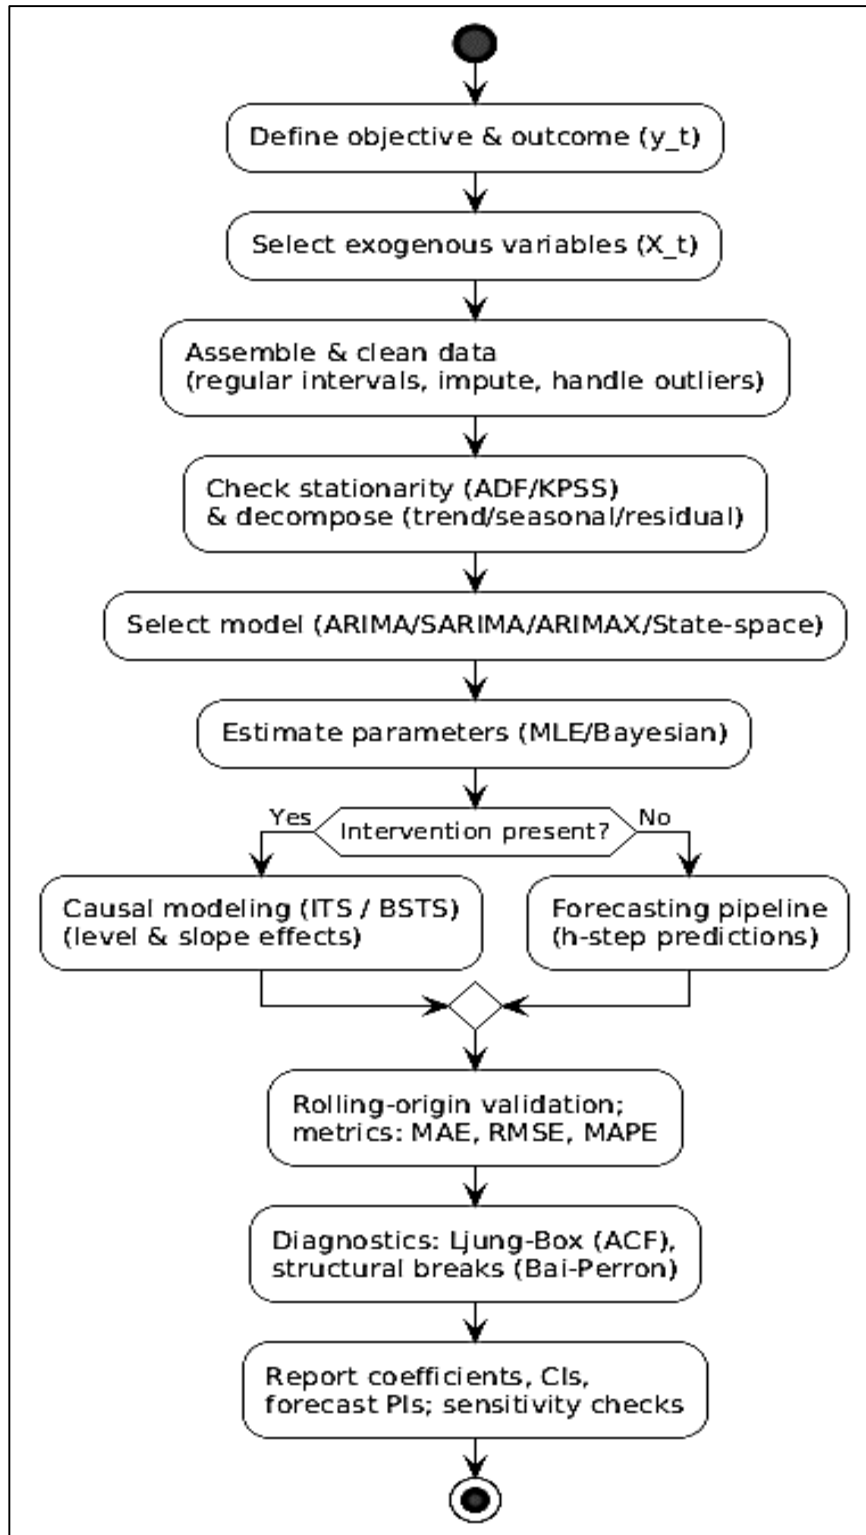 Define objective & outcome (y_t)
Select exogenous variables (X_t)
Assemble & clean data
(regular intervals, impute, handle outliers)
Check stationarity (ADF/KPSS)
& decompose (trend/seasonal/residual)
Select model (ARIMA/SARIMA/ARIMAX/State-space)
Estimate parameters (MLE/Bayesian)
Yes
Intervention present?
No
Causal modeling (ITS / BSTS)
(level & slope effects)
Forecasting pipeline
(h-step predictions)
Rolling-origin validation;
metrics: MAE, RMSE, MAPE
Diagnostics: Ljung-Box (ACF),
structural breaks (Bai-Perron)
Report coefficients, CIs,
forecast PIs; sensitivity checks